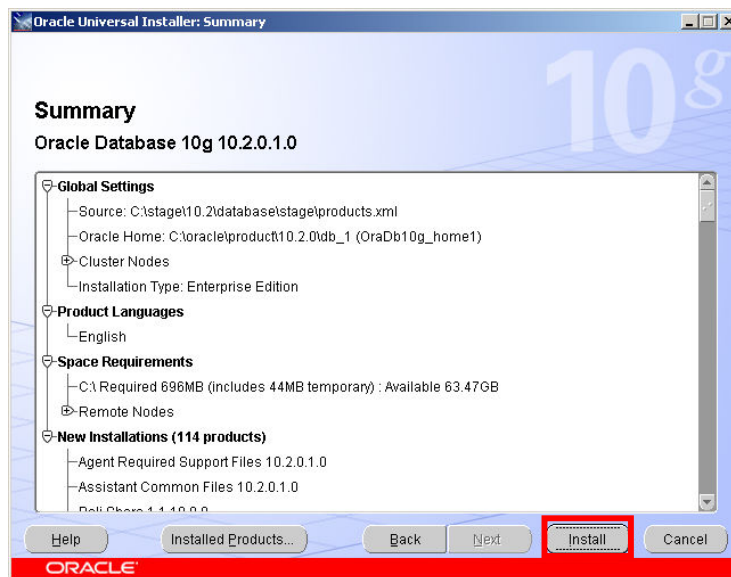 Oracle Universal Installer: Summary
10g
Summary
Oracle Database 10g 10.2.0.1.0
Global Settings
Source: C:\stage\10.2\database\stage\products.xml
Oracle Home: C:\oracle\product\10.2.0\db_1 (OraDb10g_home1)
Cluster Nodes
Installation Type: Enterprise Edition
Product Languages
English
Space Requirements
C:\ Required 696MB (includes 44MB temporary) : Available 63.47GB
Remote Nodes
New Installations (114 products)
Agent Required Support Files 10.2.0.1.0
Assistant Common Files 10.2.0.1.0
Help Installed Products... Back Next Install Cancel
ORACLE